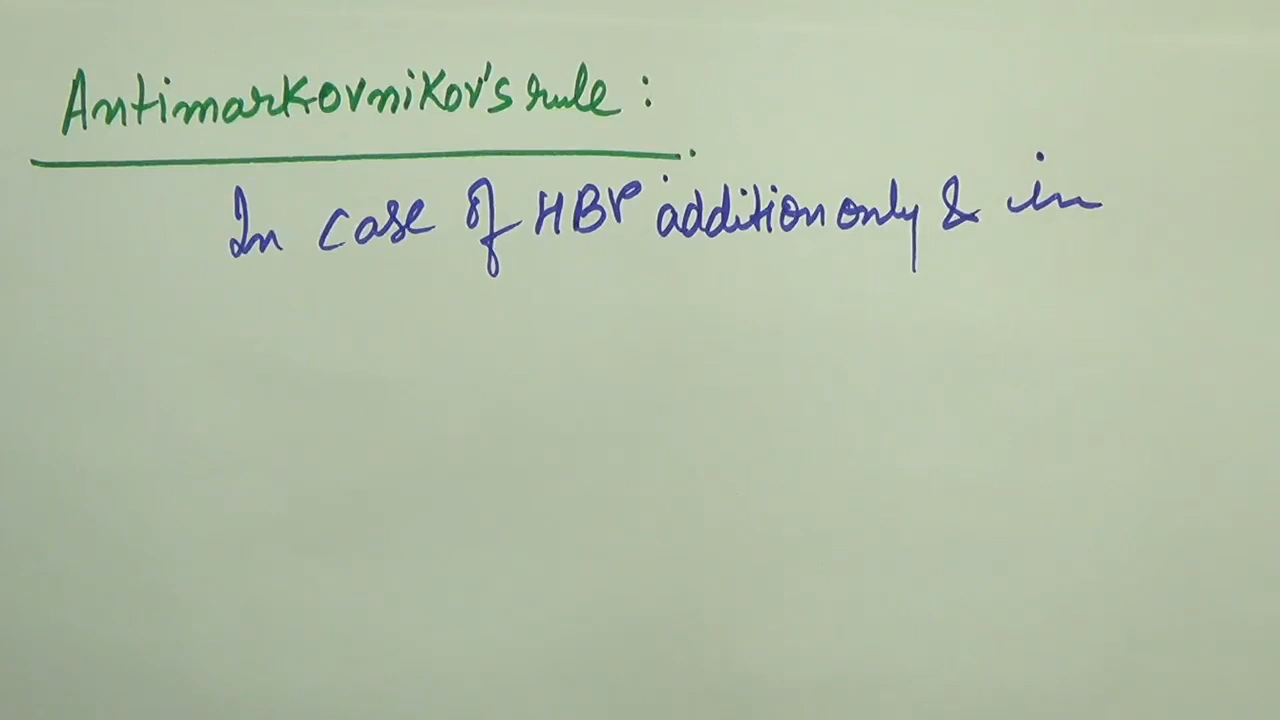 Antimarkovnikov's rule :
In case of HBr addition only & in